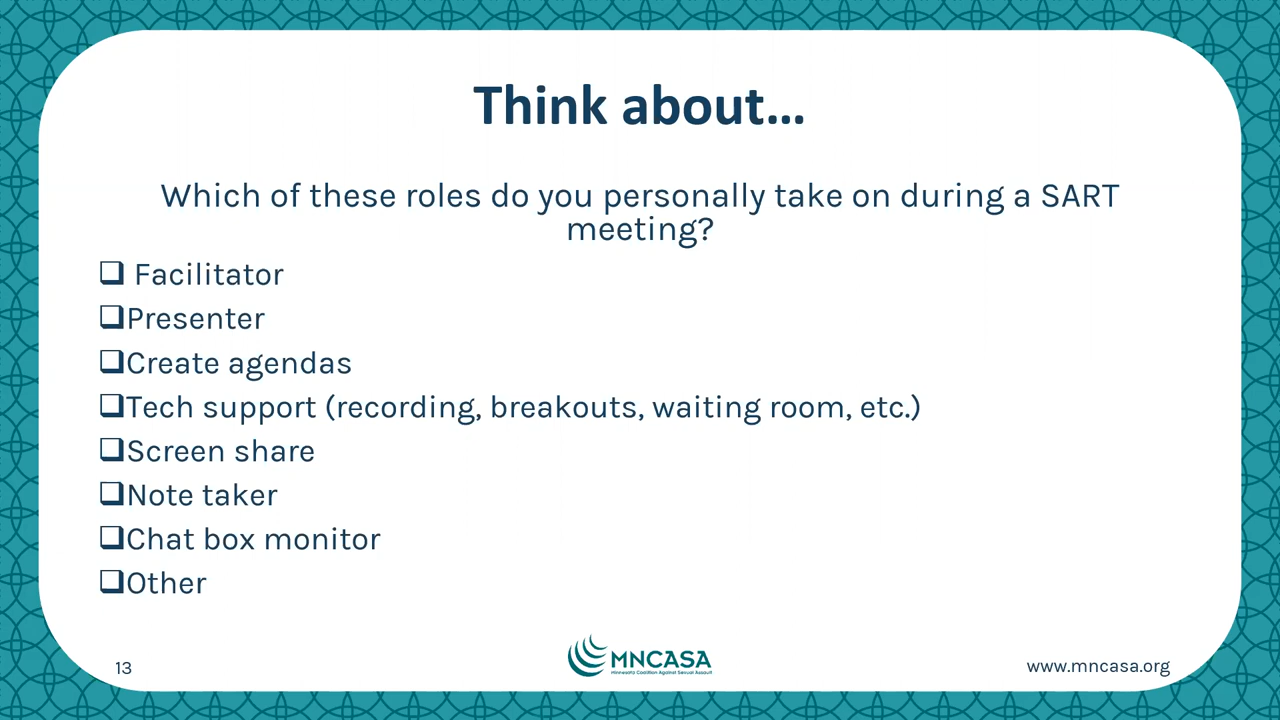 Think about...
Which of these roles do you personally take on during a SART
meeting?
❑ Facilitator
❑Presenter
❑Create agendas
❑Tech support (recording, breakouts, waiting room, etc.)
❑Screen share
❑Note taker
❑Chat box monitor
❑Other
13
MNCASA
Minnesota Coalition Against Sexual Assault
www.mncasa.org